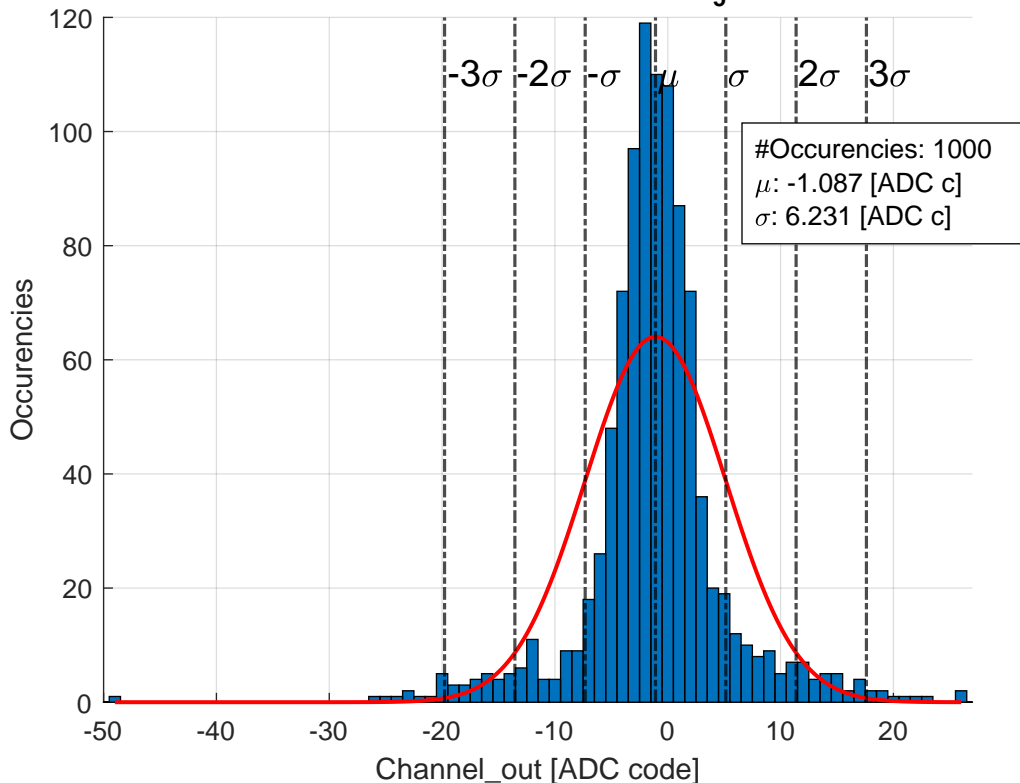 120
100
80
60
40
20
0
Occurencies
-3σ -2σ -σ μ σ 2σ 3σ
#Occurencies: 1000
μ: -1.087 [ADC c]
σ: 6.231 [ADC c]
-50 -40 -30 -20 -10 0 10 20
Channel_out [ADC code]